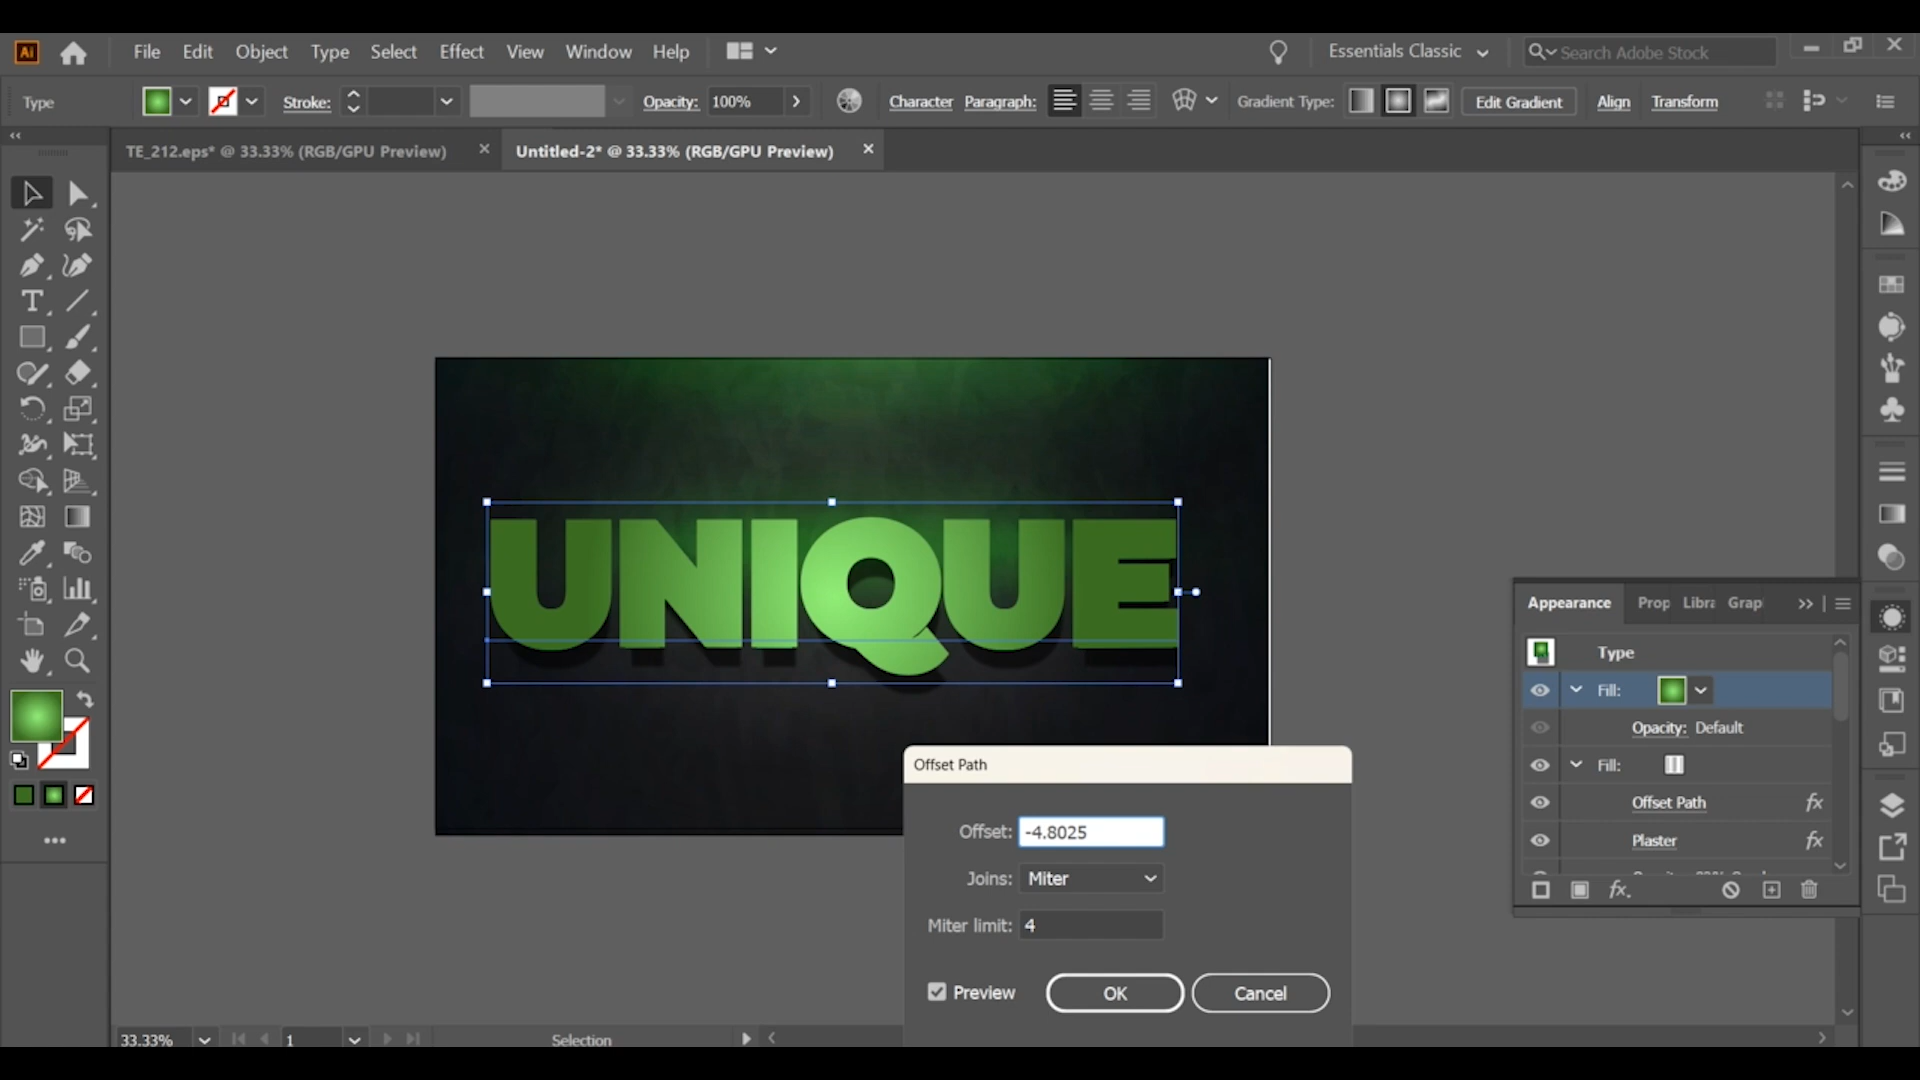 Ai File Edit Object Type Select Effect View Window Help Essentials Classic Search Adobe Stock
Type Stroke: Opacity: 100% Character Paragraph: Gradient Type: Edit Gradient Align Transform
TE_212.eps* @ 33.33% (RGB/GPU Preview) Untitled-2* @ 33.33% (RGB/GPU Preview)
UNIQUE
Appearance Prop Libra Grap
Type
Fill:
Opacity: Default
Fill:
Offset Path fx
Plaster fx
fx.
Offset Path
Offset: -4.8025
Joins: Miter
Miter limit: 4
Preview OK Cancel
33.33% 1 Selection